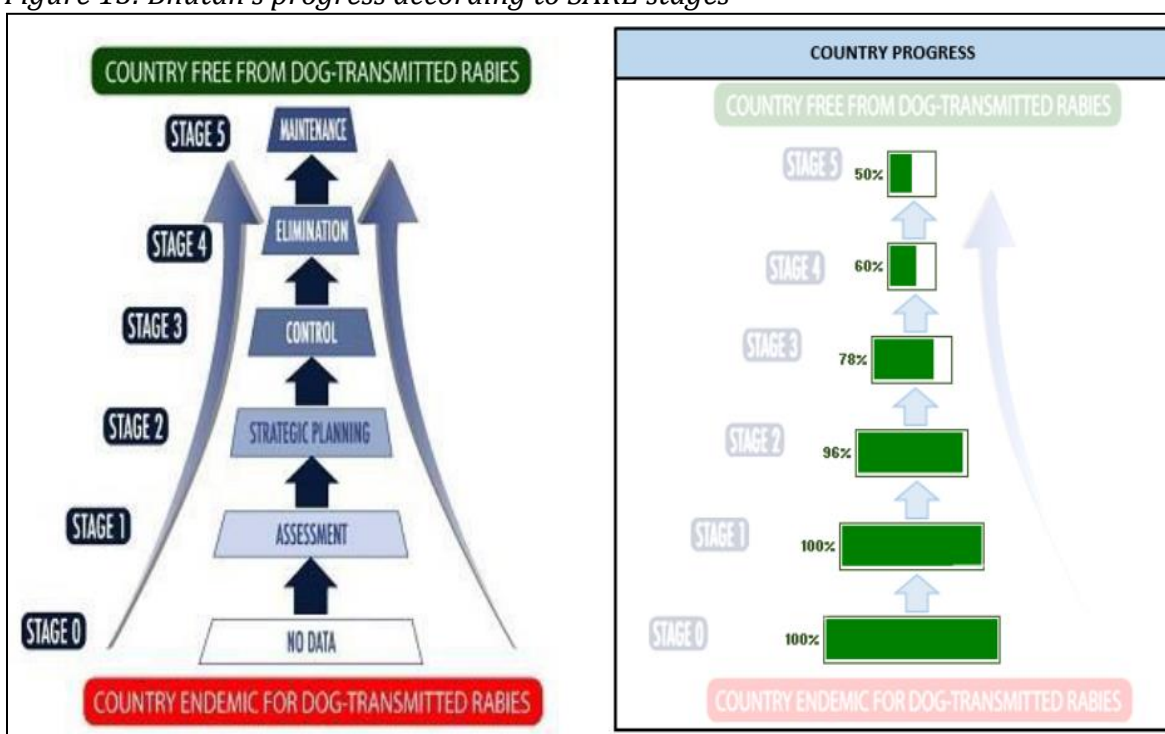 Figure 13: Bhutan's progress according to SARE stages
COUNTRY FREE FROM DOG-TRANSMITTED RABIES
STAGE 5
MAINTENANCE
STAGE 4
ELIMINATION
STAGE 3
CONTROL
STAGE 2
STRATEGIC PLANNING
STAGE 1
ASSESSMENT
STAGE 0
NO DATA
COUNTRY ENDEMIC FOR DOG-TRANSMITTED RABIES
COUNTRY PROGRESS
COUNTRY FREE FROM DOG-TRANSMITTED RABIES
STAGE 5
50%
STAGE 4
60%
STAGE 3
78%
STAGE 2
96%
STAGE 1
100%
STAGE 0
100%
COUNTRY ENDEMIC FOR DOG-TRANSMITTED RABIES